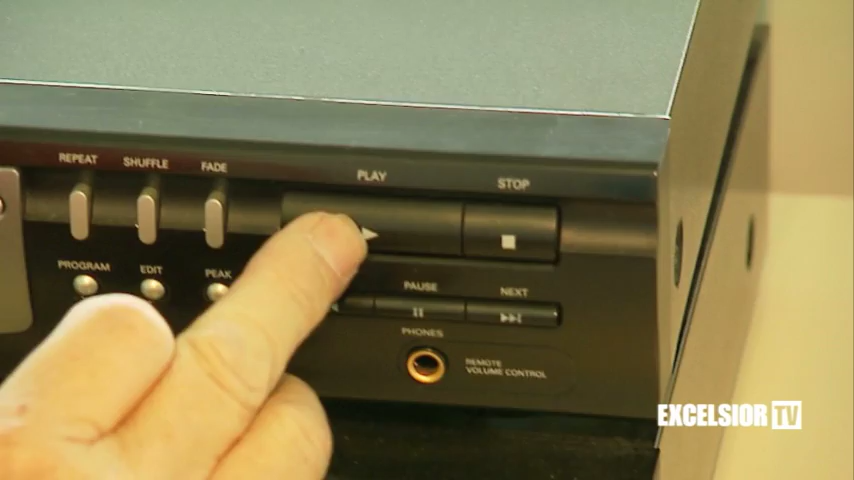 REPEAT SHUFFLE FADE PLAY STOP
PROGRAM EDIT PEAK PAUSE NEXT
PHONES
REMOTE
VOLUME CONTROL
EXCELSIOR TV